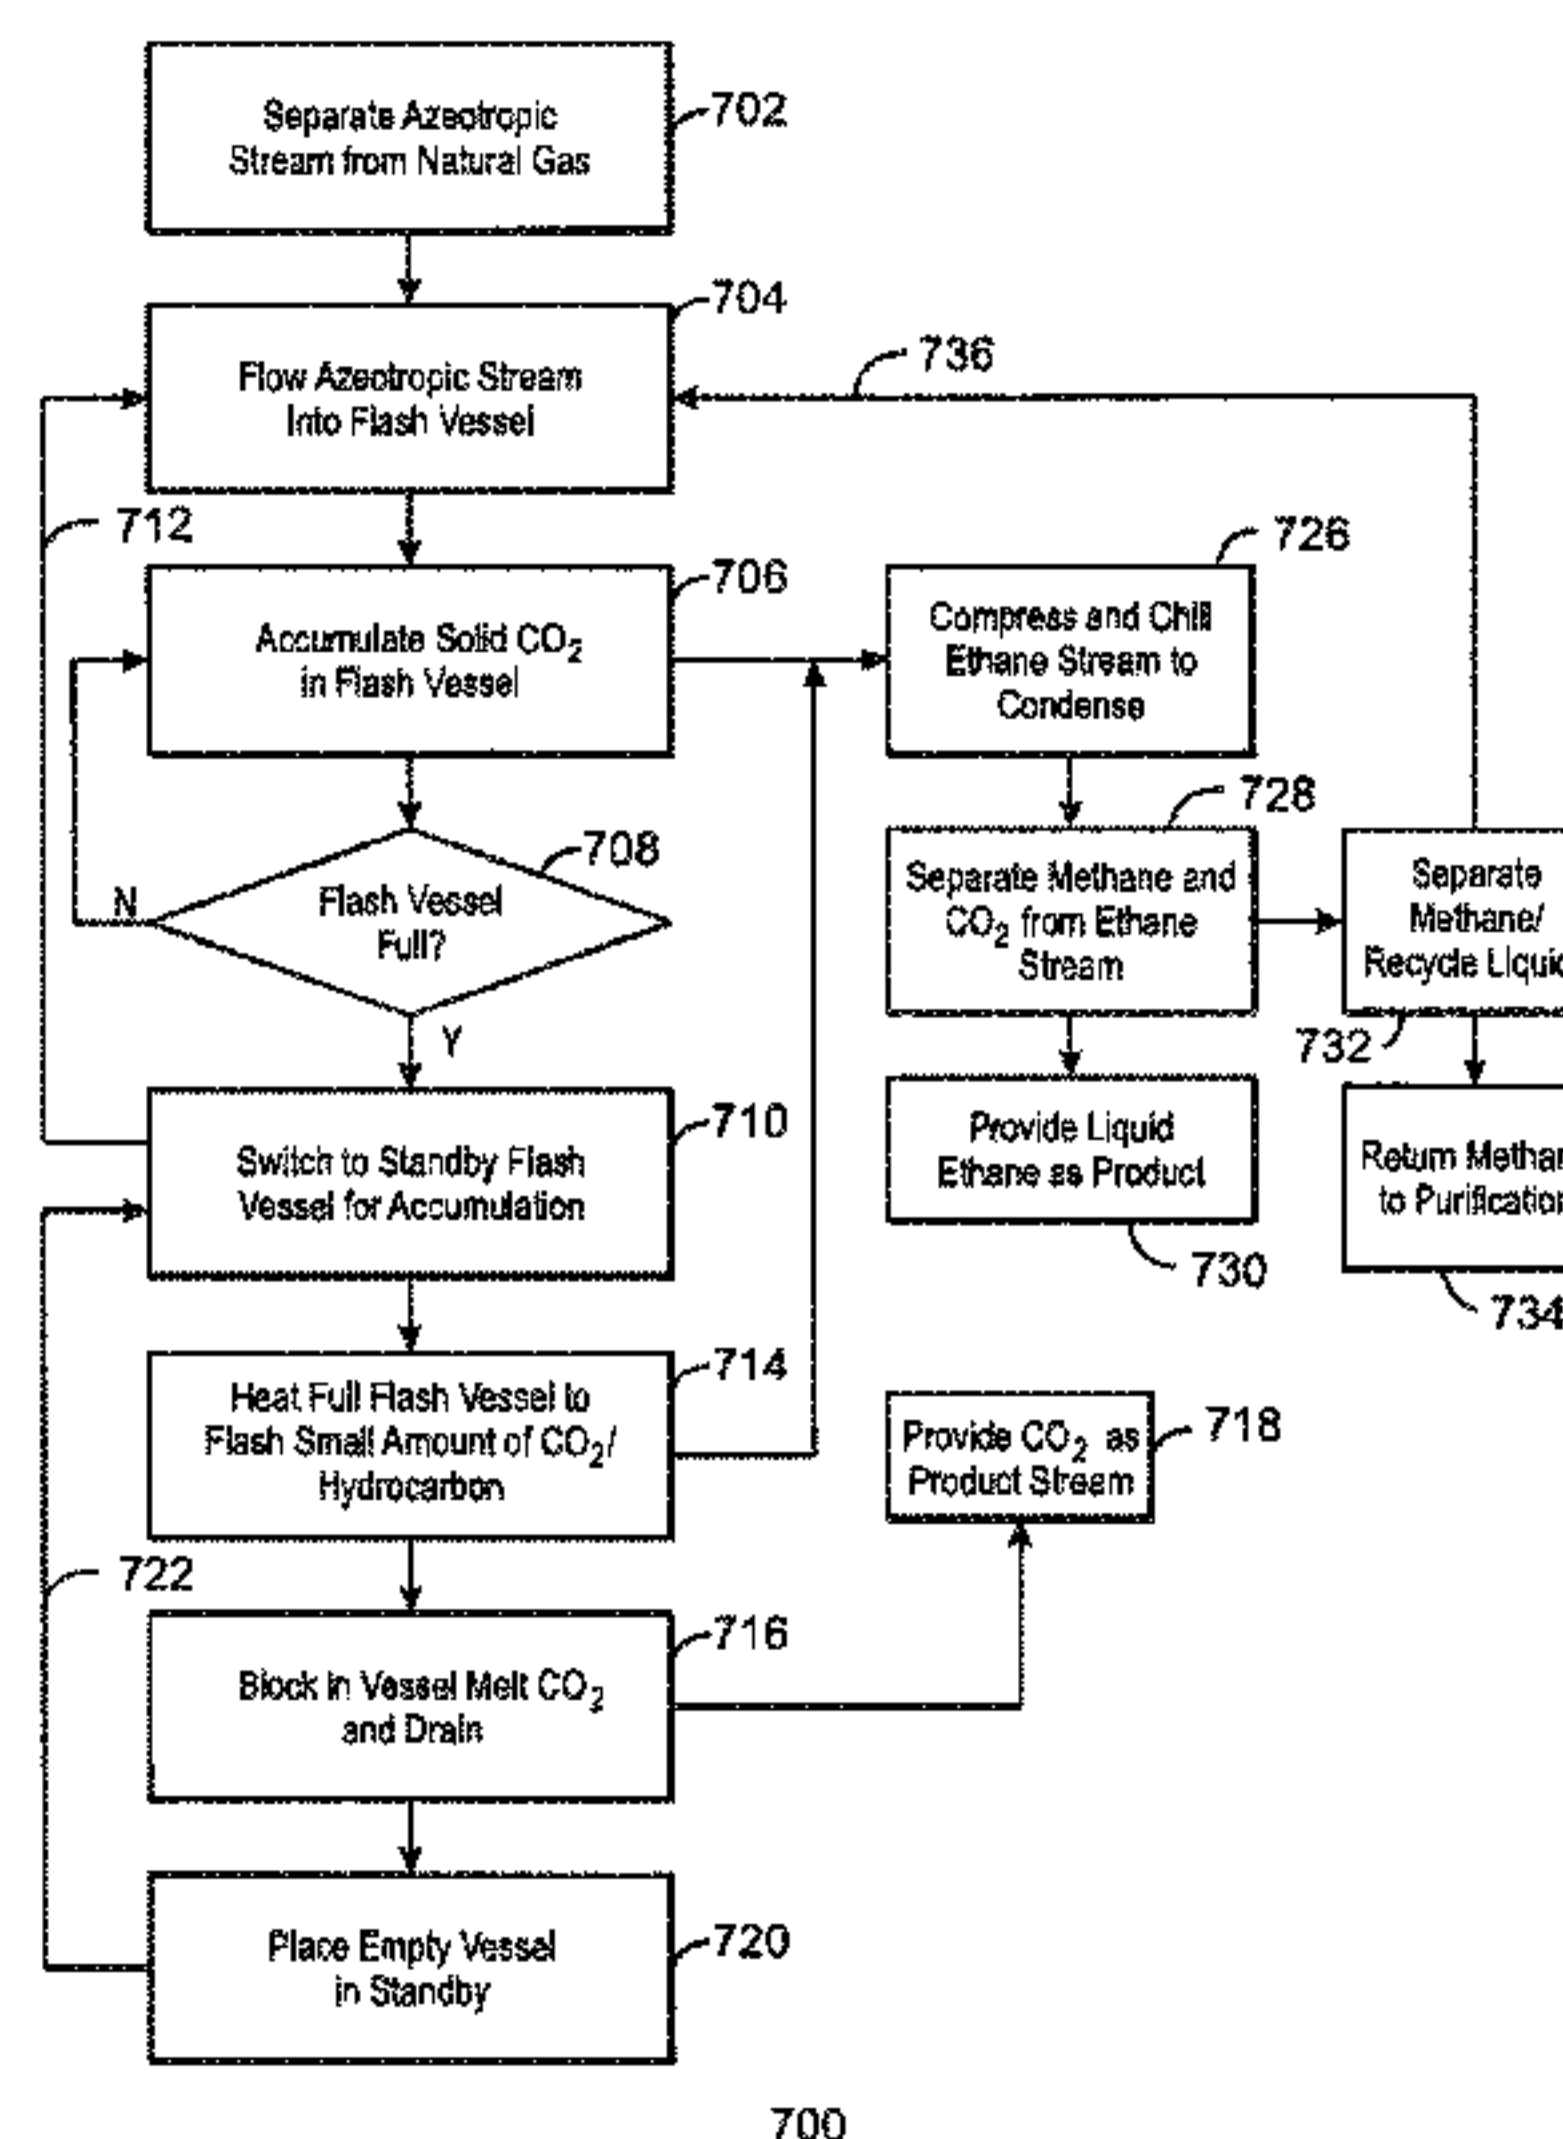 Separate Azeotropic
Stream from Natural Gas
702
704
Flow Azeotropic Stream
Into Flash Vessel
736
712
706
Accumulate Solid CO2
in Flash Vessel
726
Compress and Chill
Ethane Stream to
Condense
708
Flash Vessel
Full?
N
Y
728
Separate Methane and
CO2 from Ethane
Stream
Separate
Methane/
Recycle
732
710
Switch to Standby Flash
Vessel for Accumulation
Provide Liquid
Ethane as Product
730
Return
to
714
Heat Full Flash Vessel to
Flash Small Amount of CO2/
Hydrocarbon
Provide CO2 as
Product Stream
718
722
716
Block in Vessel Melt CO2
and Drain
720
Place Empty Vessel
in Standby
734
700